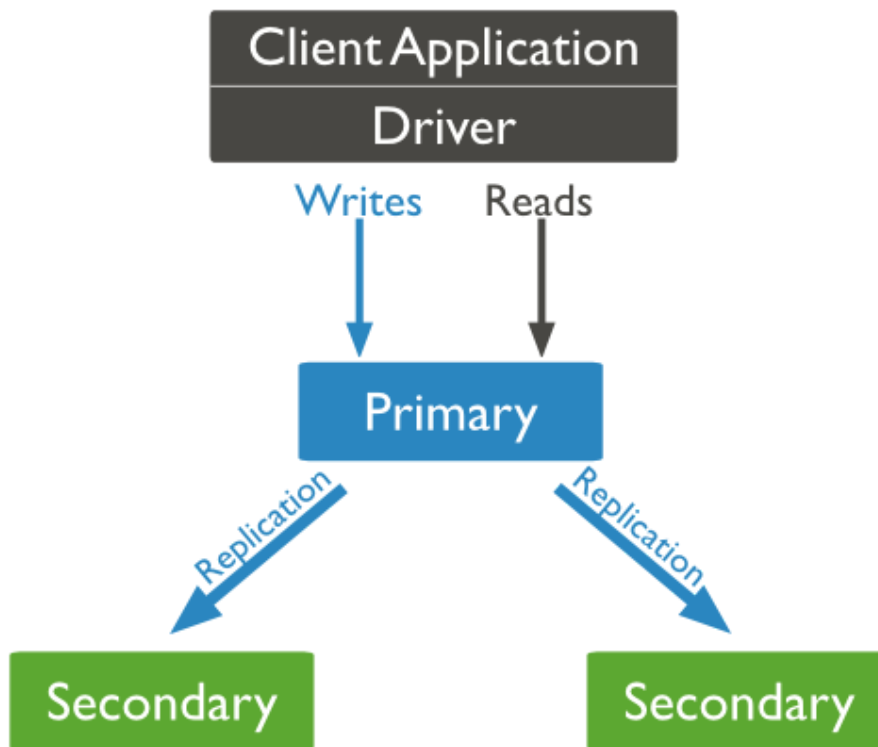 Client Application
Driver
Writes Reads
Primary
Replication Replication
Secondary Secondary